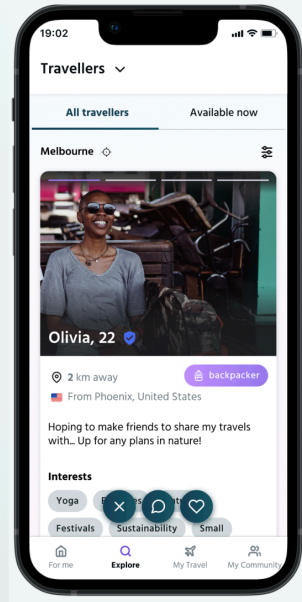 19:02
Travellers
All travellers
Available now
Melbourne
Olivia, 22
2 km away
backpacker
From Phoenix, United States
Hoping to make friends to share my travels
with... Up for any plans in nature!
Interests
Yoga
Festivals
Sustainability
Small
For me
Explore
My Travel
My Community